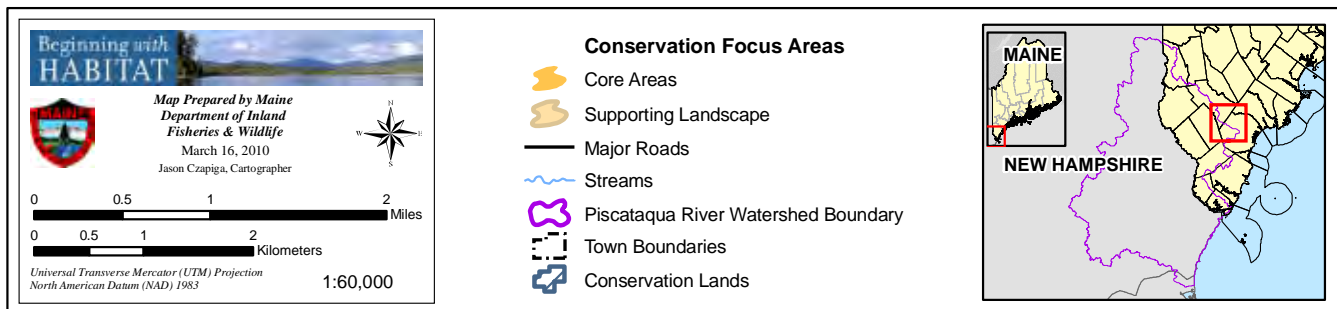 Beginning with
HABITAT
MAINE
Map Prepared by Maine
Department of Inland
Fisheries & Wildlife
March 16, 2010
Jason Czapiga, Cartographer
N
W E
S
0 0.5 1 2
Miles
0 0.5 1 2
Kilometers
Universal Transverse Mercator (UTM) Projection
North American Datum (NAD) 1983
1:60,000
Conservation Focus Areas
Core Areas
Supporting Landscape
Major Roads
Streams
Piscataqua River Watershed Boundary
Town Boundaries
Conservation Lands
MAINE
NEW HAMPSHIRE